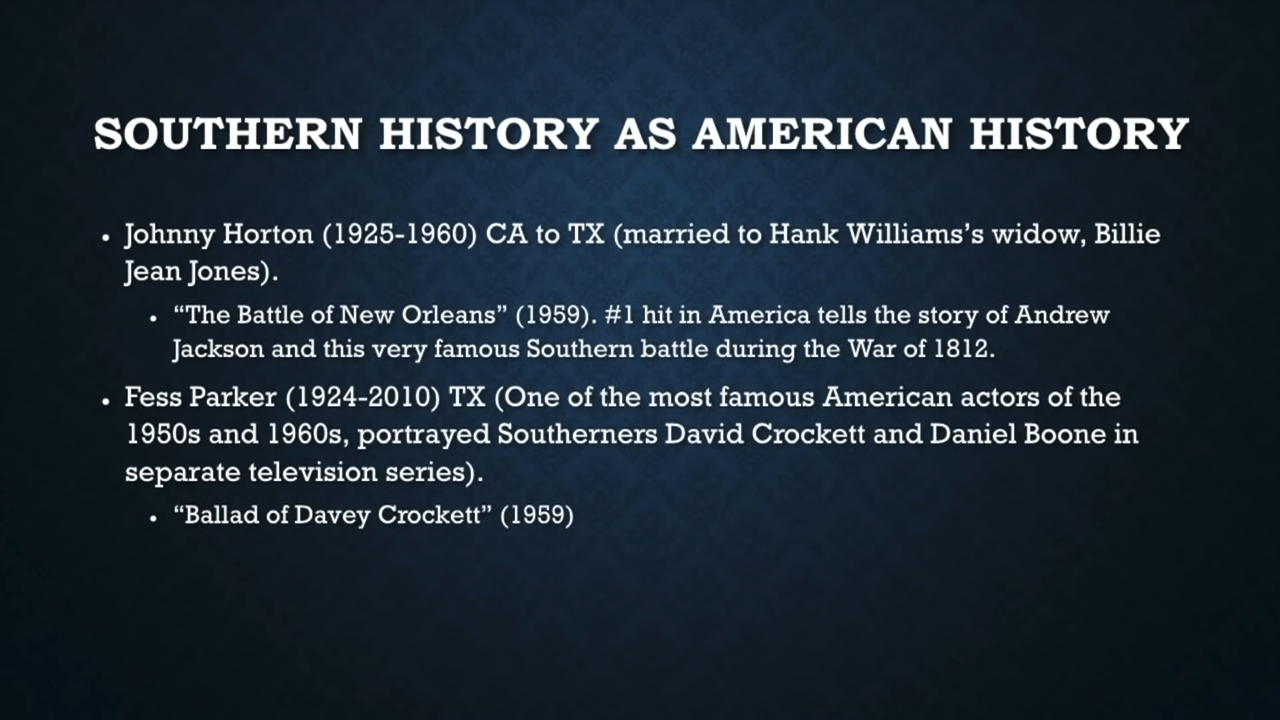 SOUTHERN HISTORY AS AMERICAN HISTORY
• Johnny Horton (1925-1960) CA to TX (married to Hank Williams’s widow, Billie
Jean Jones).
• “The Battle of New Orleans” (1959). #1 hit in America tells the story of Andrew
Jackson and this very famous Southern battle during the War of 1812.
• Fess Parker (1924-2010) TX (One of the most famous American actors of the
1950s and 1960s, portrayed Southerners David Crockett and Daniel Boone in
separate television series).
• “Ballad of Davey Crockett” (1959)